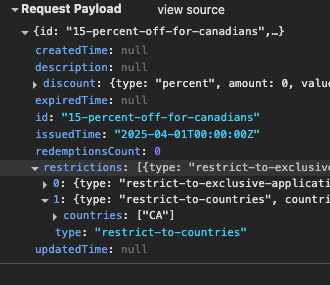 Request Payload view source
{id: "15-percent-off-for-canadians",…}
createdTime: null
description: null
discount: {type: "percent", amount: 0, valu
expiredTime: null
id: "15-percent-off-for-canadians"
issuedTime: "2025-04-01T00:00:00Z"
redemptionsCount: 0
restrictions: [{type: "restrict-to-exclusive
0: {type: "restrict-to-exclusive-applicati
1: {type: "restrict-to-countries", countri
countries: ["CA"]
type: "restrict-to-countries"
updatedTime: null